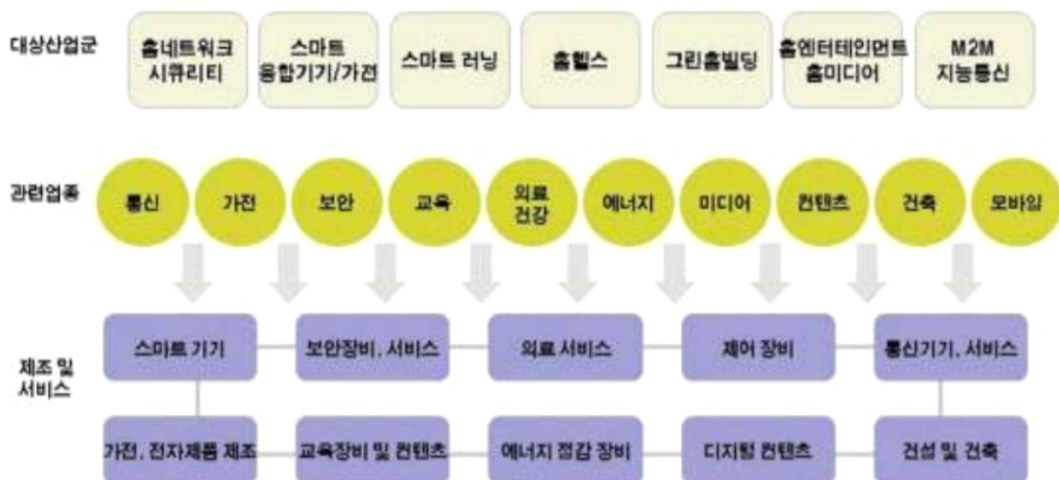 대상산업군
홈네트워크
시큐리티
스마트
융합기기/가전
스마트 러닝
홈헬스
그린홈빌딩
홈엔터테인먼트
홈미디어
M2M
지능통신
관련업종
통신
가전
보안
교육
의료
건강
에너지
미디어
컨텐츠
건축
모바일
제조 및
서비스
스마트 기기
보안장비, 서비스
의료 서비스
제어 장비
통신기기, 서비스
가전, 전자제품 제조
교육장비 및 컨텐츠
에너지 절감 장비
디지털 컨텐츠
건설 및 건축